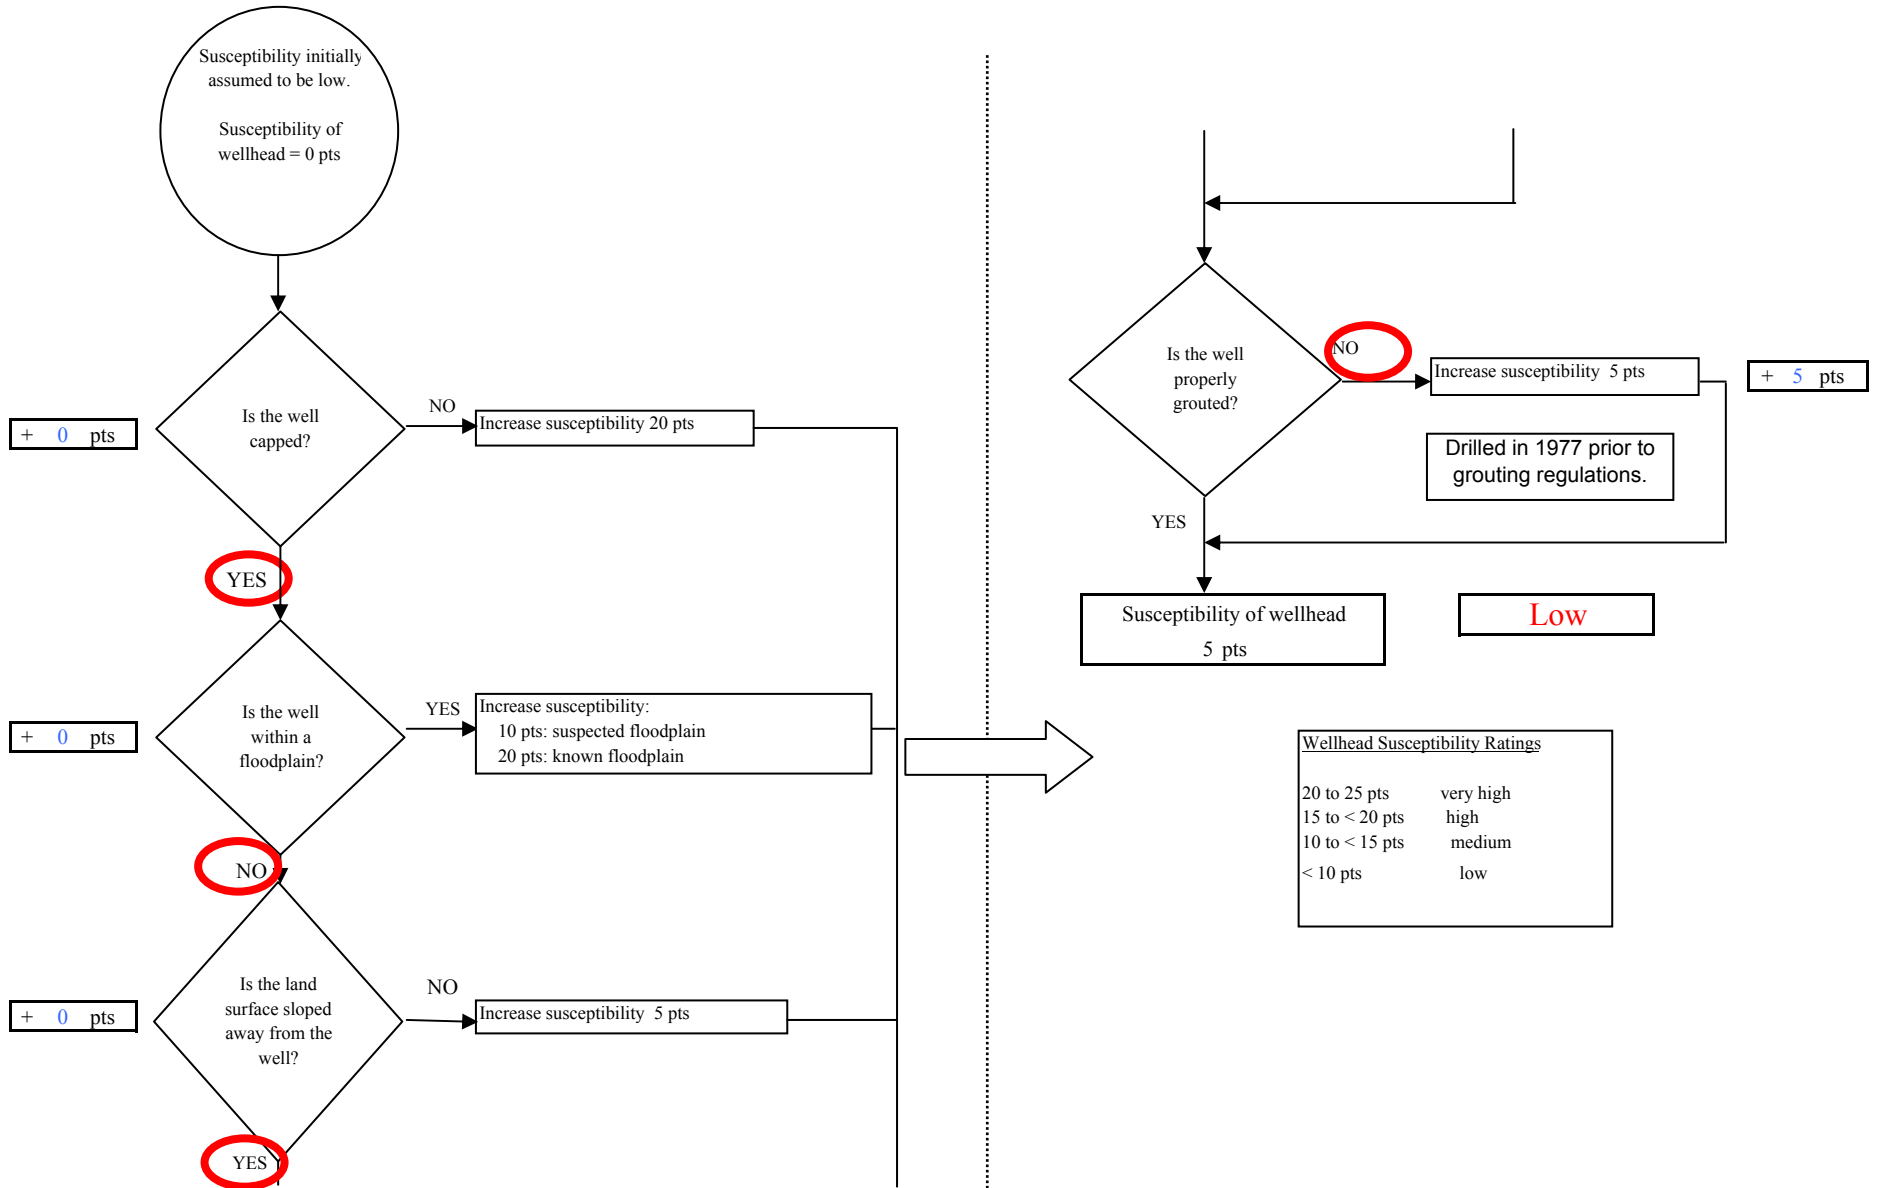 Susceptibility initially
assumed to be low.
Susceptibility of
wellhead = 0 pts
Is the well
capped?
+ 0 pts
NO
Increase susceptibility 20 pts
YES
Is the well
within a
floodplain?
+ 0 pts
YES
Increase susceptibility:
10 pts: suspected floodplain
20 pts: known floodplain
NO
Is the land
surface sloped
away from the
well?
+ 0 pts
NO
Increase susceptibility 5 pts
YES
Is the well
properly
grouted?
NO
Increase susceptibility 5 pts
+ 5 pts
Drilled in 1977 prior to
grouting regulations.
YES
Susceptibility of wellhead
5 pts
Low
Wellhead Susceptibility Ratings
20 to 25 pts very high
15 to < 20 pts high
10 to < 15 pts medium
< 10 pts low